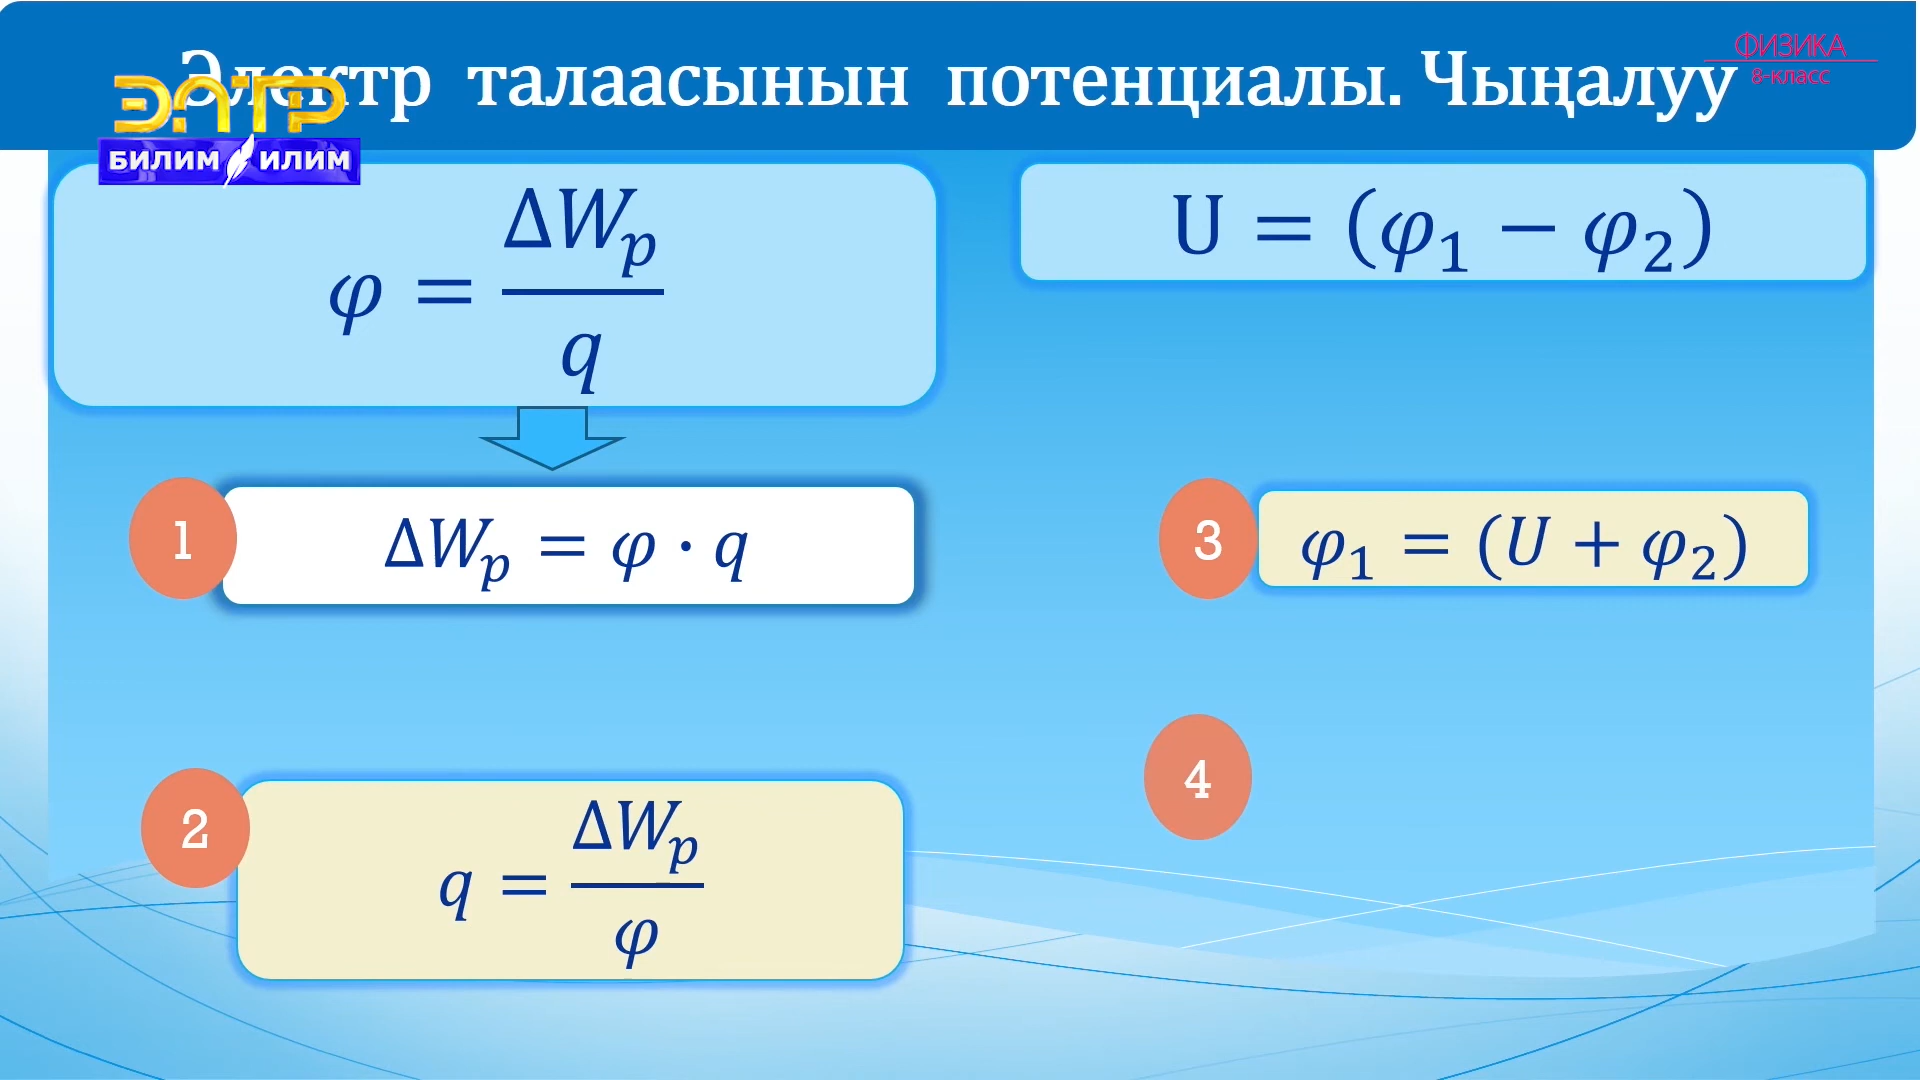 Электр талаасынын потенциалы. Чыңалуу
ФИЗИКА
8-класс
ЭЛТР
БИЛИМ ИЛИМ
φ = ΔWₚ / q
U = (φ₁ − φ₂)
1
ΔWₚ = φ · q
3
φ₁ = (U + φ₂)
2
q = ΔWₚ / φ
4